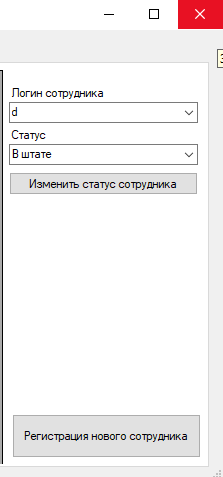 Логин сотрудника
d
Статус
В штате
Изменить статус сотрудника
Регистрация нового сотрудника